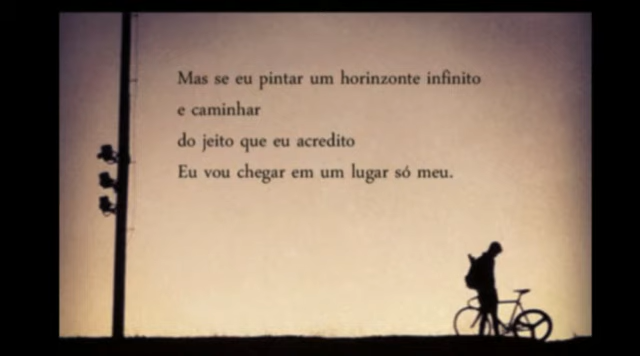 Mas se eu pintar um horinzonte infinito
e caminhar
do jeito que eu acredito
Eu vou chegar em um lugar só meu.